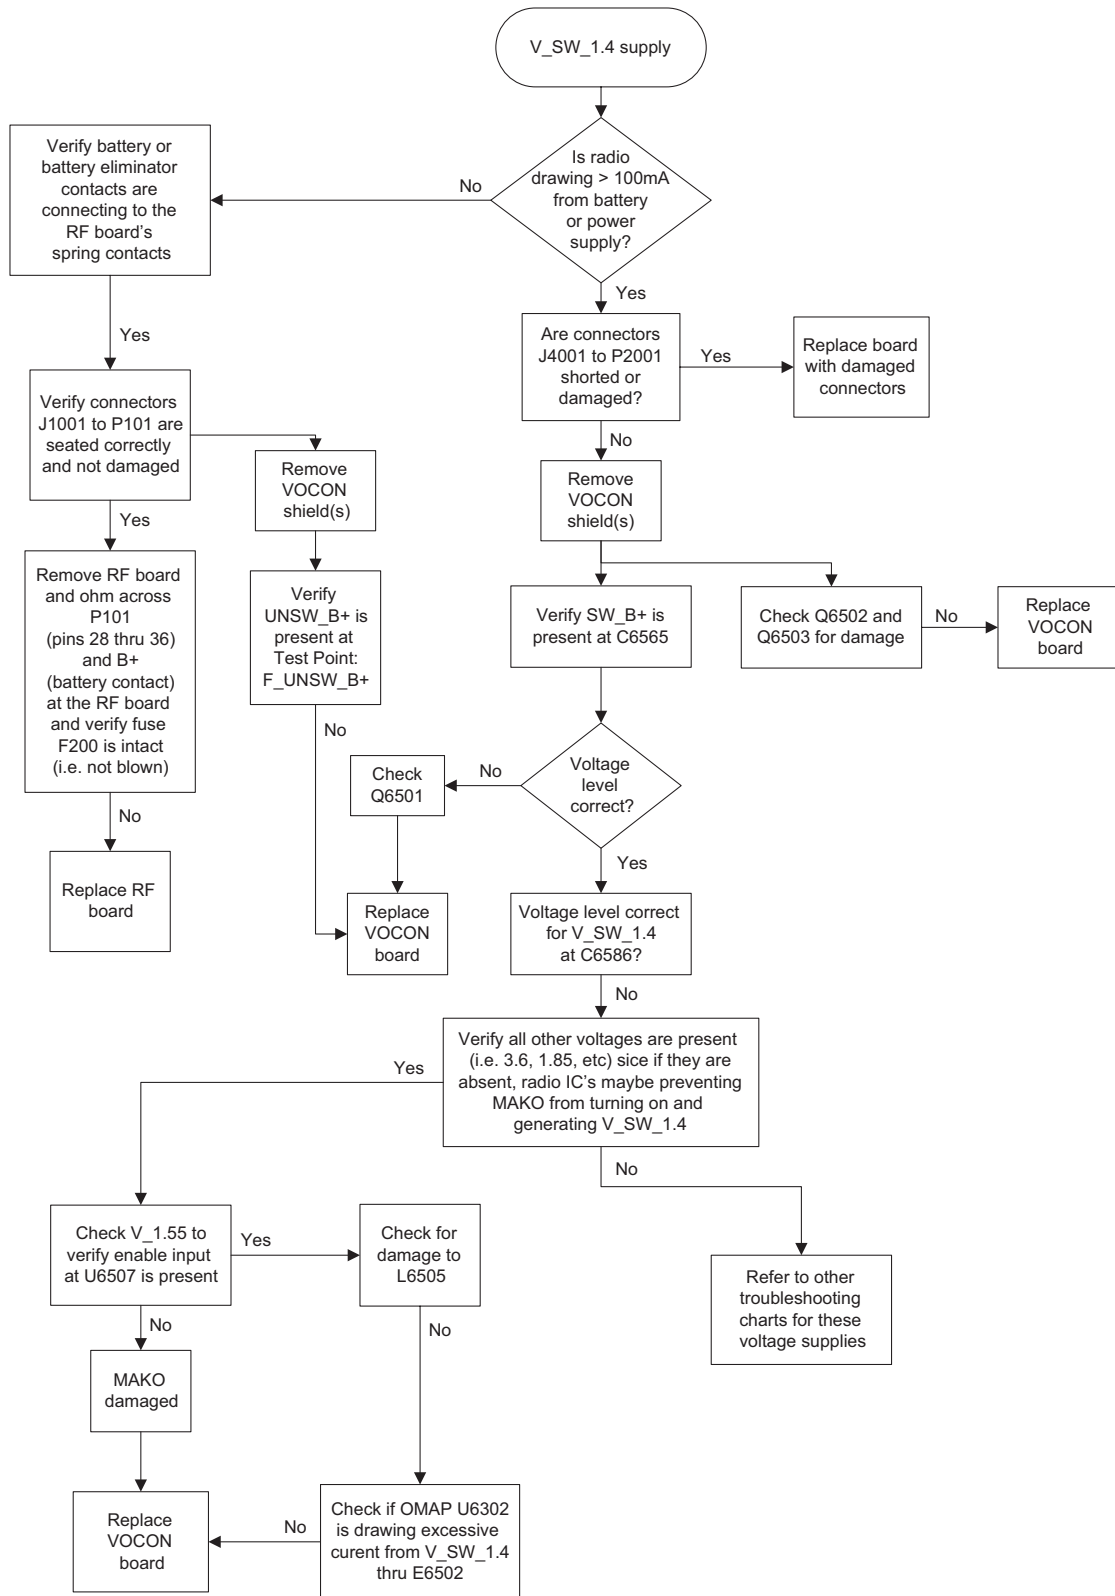 V_SW_1.4 supply
Is radio
drawing > 100mA
from battery
or power
supply?
No
Verify battery or
battery eliminator
contacts are
connecting to the
RF board's
spring contacts
Yes
Yes
Are connectors
J4001 to P2001
shorted or
damaged?
Yes
Replace board
with damaged
connectors
Verify connectors
J1001 to P101 are
seated correctly
and not damaged
No
Remove
VOCON
shield(s)
Remove
VOCON
shield(s)
Yes
Remove RF board
and ohm across
P101
(pins 28 thru 36)
and B+
(battery contact)
at the RF board
and verify fuse
F200 is intact
(i.e. not blown)
Verify
UNSW_B+ is
present at
Test Point:
F_UNSW_B+
Verify SW_B+ is
present at C6565
Check Q6502 and
Q6503 for damage
No
Replace
VOCON
board
No
Voltage
level
correct?
No
Check
Q6501
No
Replace RF
board
Yes
Replace
VOCON
board
Voltage level correct
for V_SW_1.4
at C6586?
No
Verify all other voltages are present
(i.e. 3.6, 1.85, etc) sice if they are
absent, radio IC's maybe preventing
MAKO from turning on and
generating V_SW_1.4
Yes
No
Check V_1.55 to
verify enable input
at U6507 is present
Yes
Check for
damage to
L6505
Refer to other
troubleshooting
charts for these
voltage supplies
No
No
MAKO
damaged
Replace
VOCON
board
No
Check if OMAP U6302
is drawing excessive
curent from V_SW_1.4
thru E6502